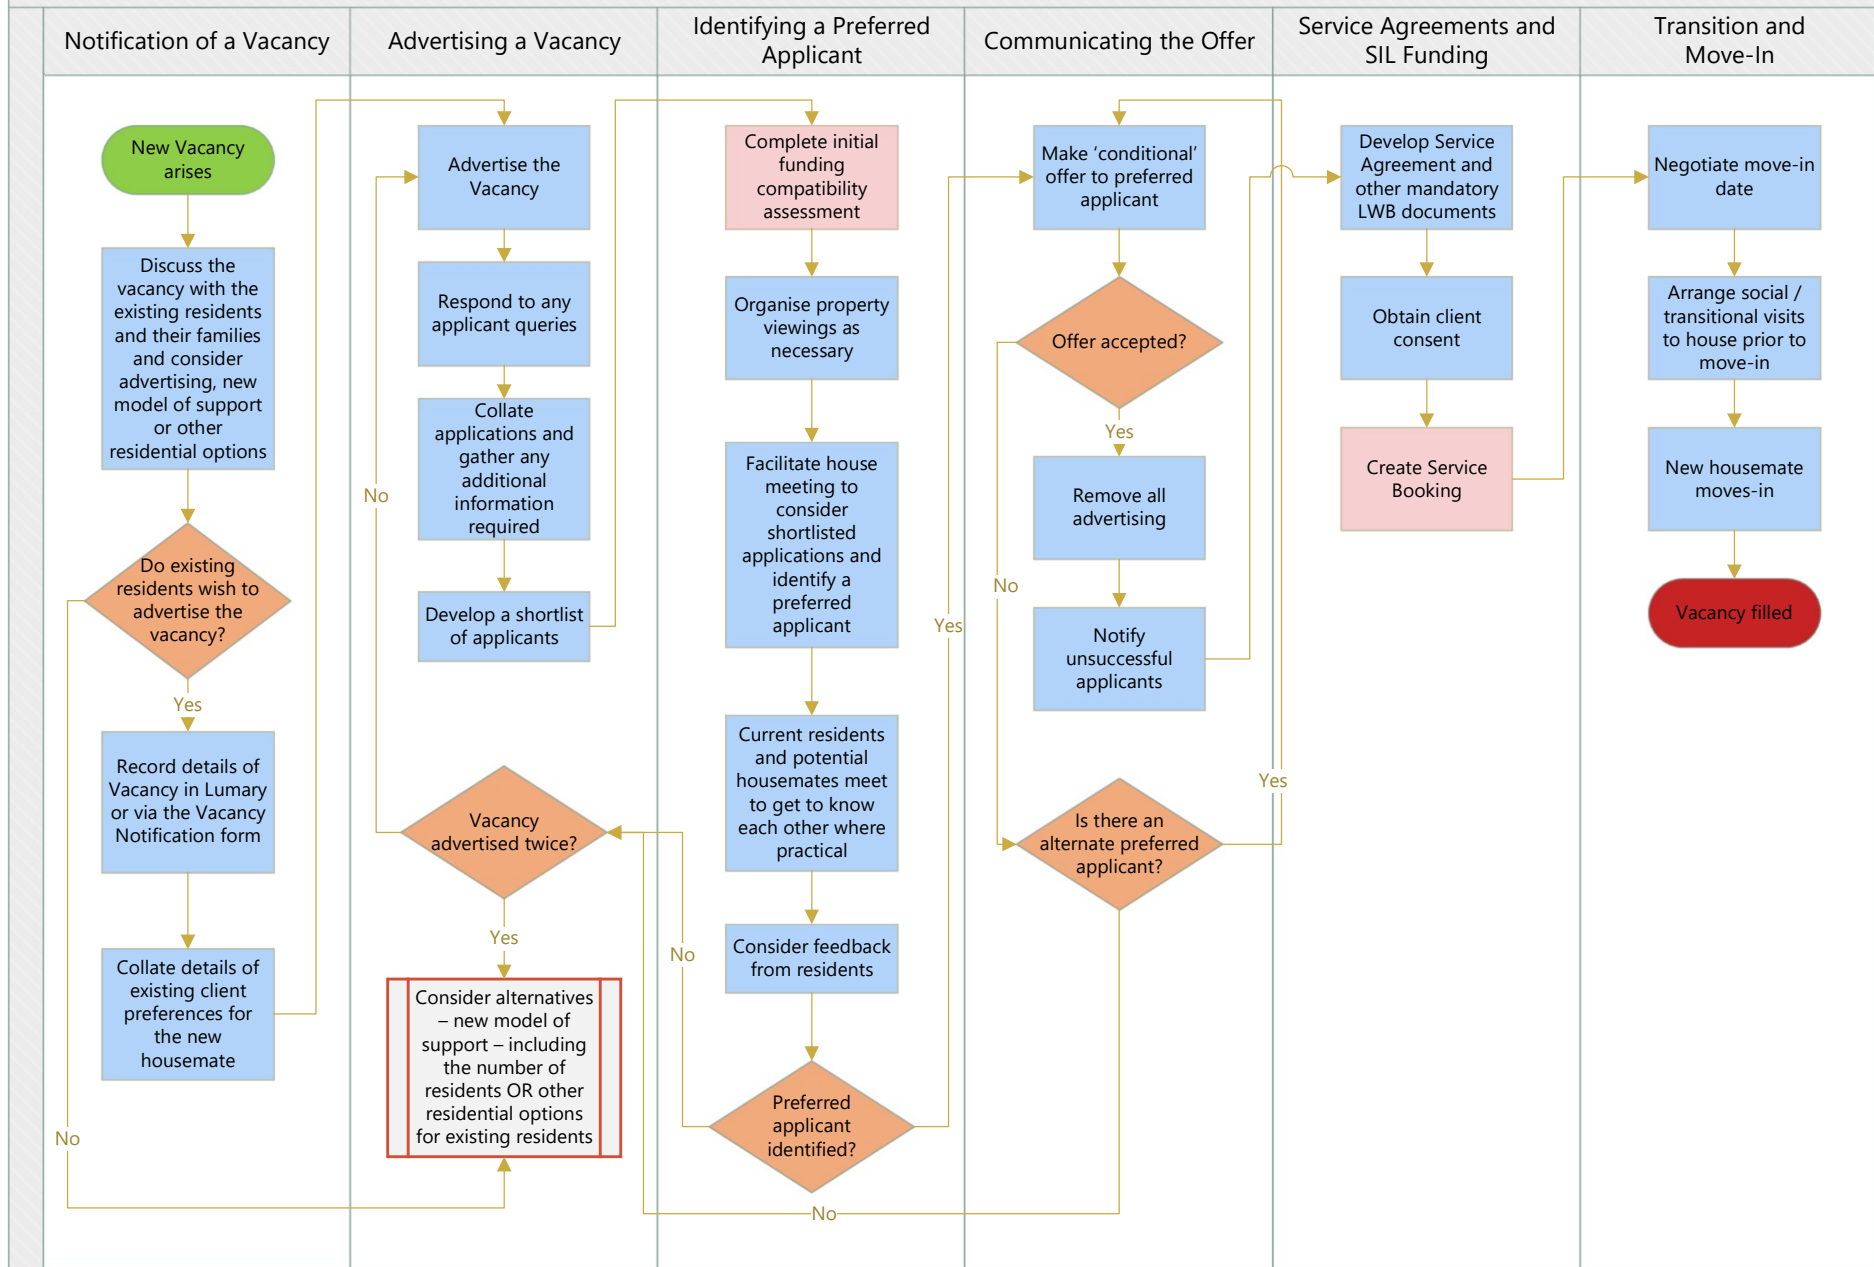 Notification of a Vacancy
Advertising a Vacancy
Identifying a Preferred
Applicant
Communicating the Offer
Service Agreements and
SIL Funding
Transition and
Move-In
New Vacancy
arises
Discuss the
vacancy with the
existing residents
and their families
and consider
advertising, new
model of support
or other
residential options
Do existing
residents wish to
advertise the
vacancy?
No
Yes
Record details of
Vacancy in Lumary
or via the Vacancy
Notification form
Collate details of
existing client
preferences for
the new
housemate
Advertise the
Vacancy
Respond to any
applicant queries
Collate
applications and
gather any
additional
information
required
Develop a shortlist
of applicants
No
Vacancy
advertised twice?
Yes
Consider alternatives
– new model of
support – including
the number of
residents OR other
residential options
for existing residents
Complete initial
funding
compatibility
assessment
Organise property
viewings as
necessary
Facilitate house
meeting to
consider
shortlisted
applications and
identify a
preferred
applicant
Current residents
and potential
housemates meet
to get to know
each other where
practical
Consider feedback
from residents
Preferred
applicant
identified?
No
Yes
Make ‘conditional’
offer to preferred
applicant
Offer accepted?
No
Yes
Remove all
advertising
Notify
unsuccessful
applicants
Is there an
alternate preferred
applicant?
Yes
No
Develop Service
Agreement and
other mandatory
LWB documents
Obtain client
consent
Create Service
Booking
Negotiate move-in
date
Arrange social /
transitional visits
to house prior to
move-in
New housemate
moves-in
Vacancy filled